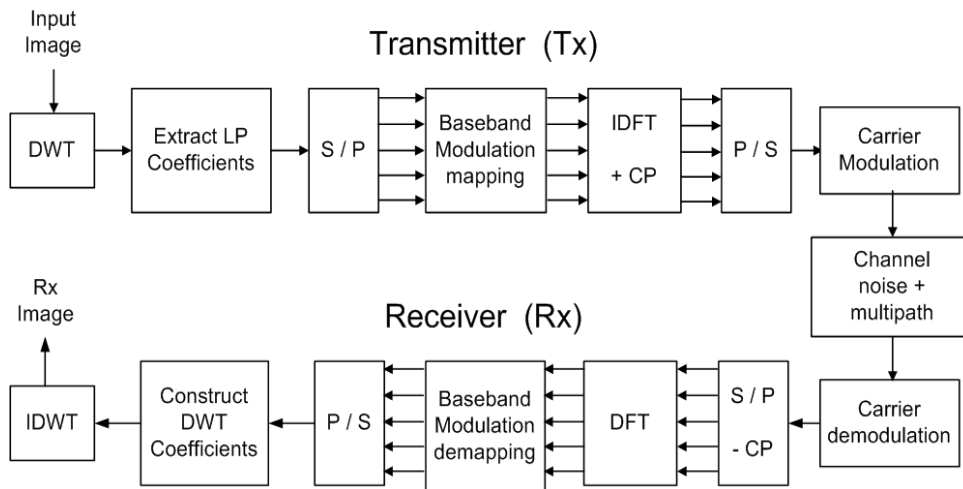 Input
Image
Transmitter (Tx)
DWT
Extract LP
Coefficients
S / P
Baseband
Modulation
mapping
IDFT
+ CP
P / S
Carrier
Modulation
Channel
noise +
multipath
Rx
Image
Receiver (Rx)
IDWT
Construct
DWT
Coefficients
P / S
Baseband
Modulation
demapping
DFT
S / P
- CP
Carrier
demodulation